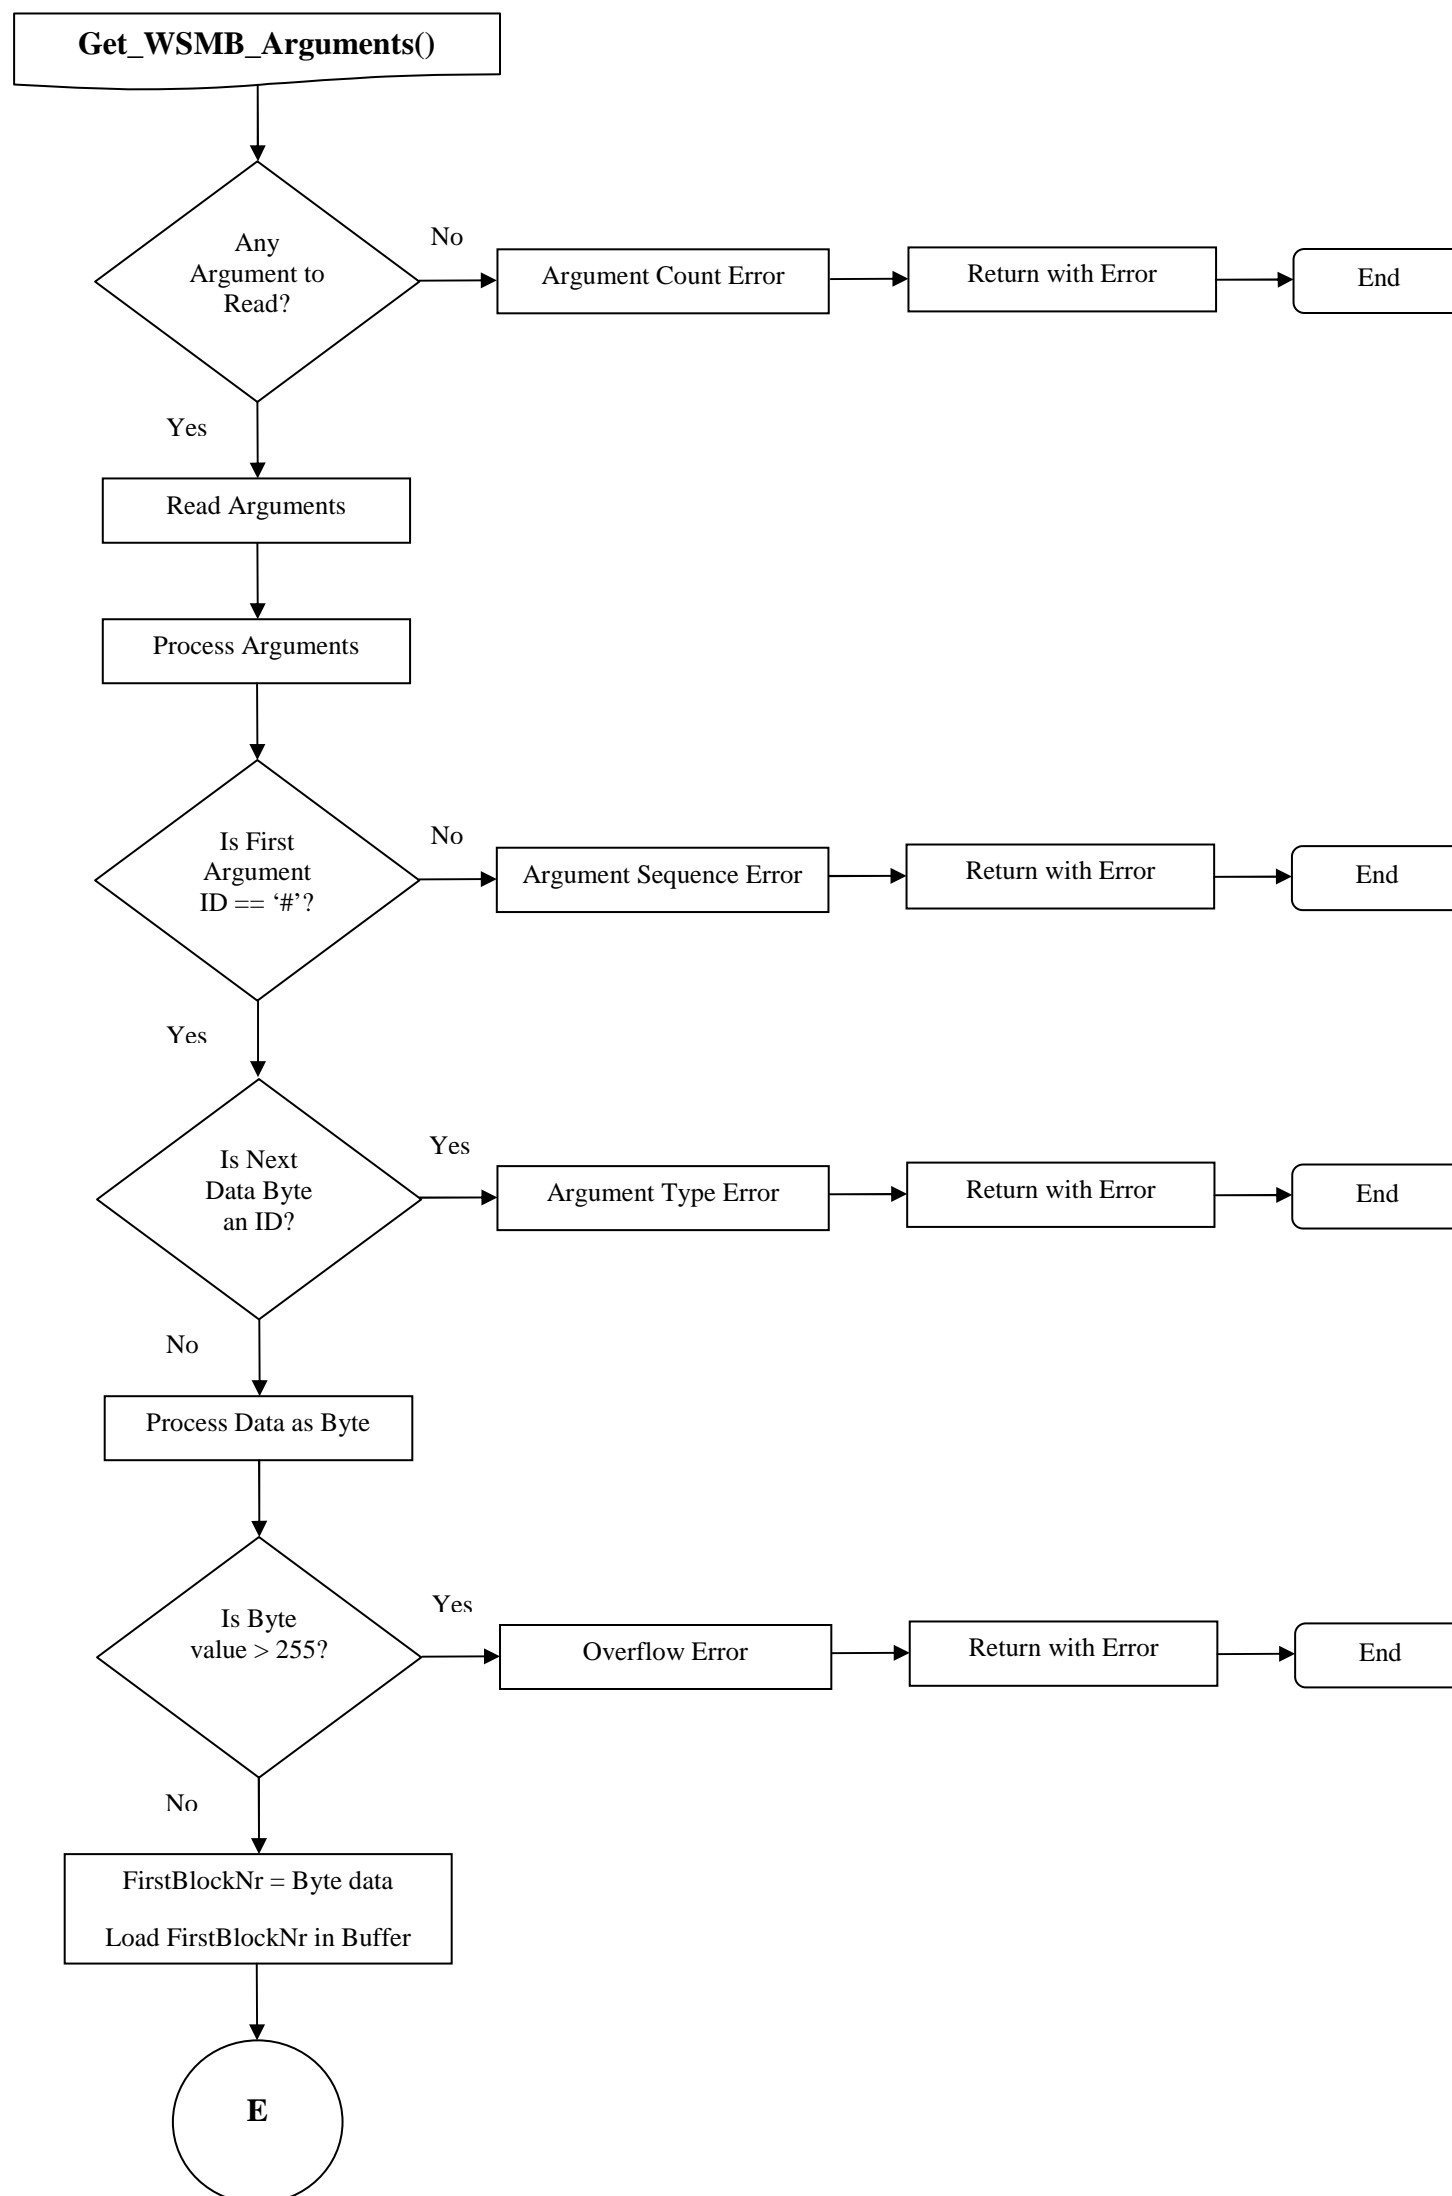 Get_WSMB_Arguments()
Any
Argument to
Read?
No
Argument Count Error
Return with Error
End
Yes
Read Arguments
Process Arguments
Is First
Argument
ID == ‘#’?
No
Argument Sequence Error
Return with Error
End
Yes
Is Next
Data Byte
an ID?
Yes
Argument Type Error
Return with Error
End
No
Process Data as Byte
Is Byte
value > 255?
Yes
Overflow Error
Return with Error
End
No
FirstBlockNr = Byte data
Load FirstBlockNr in Buffer
E